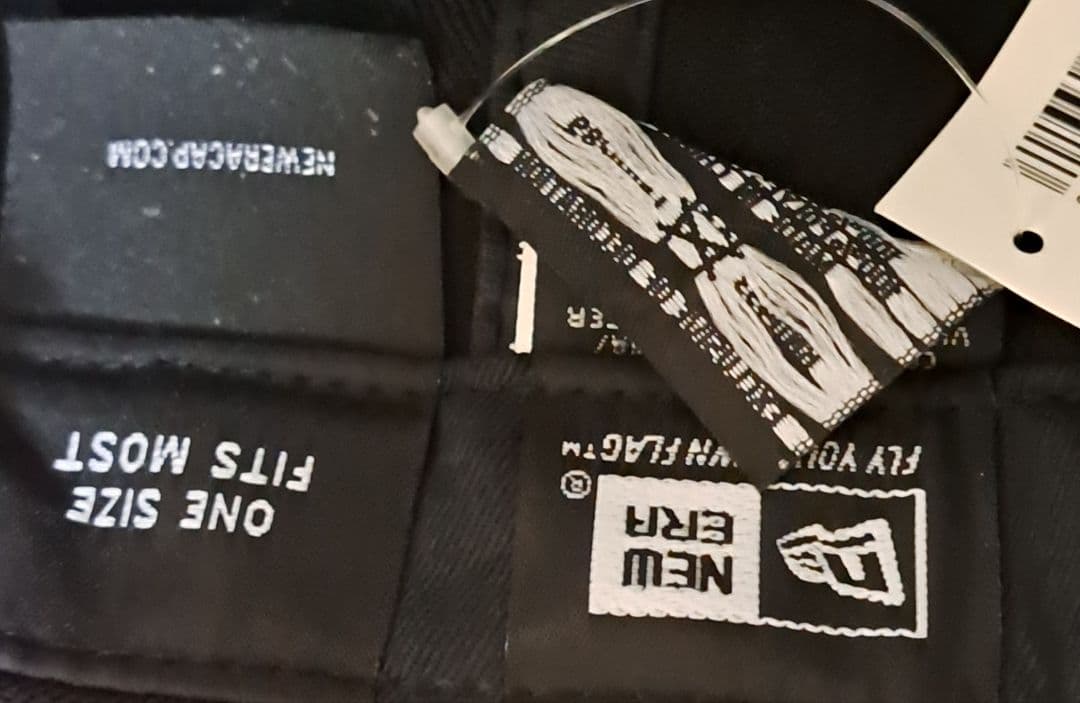 NEW
ERA
®
FLY YOUR OWN FLAG™
ONE SIZE
FITS MOST
NEWERACAP.COM